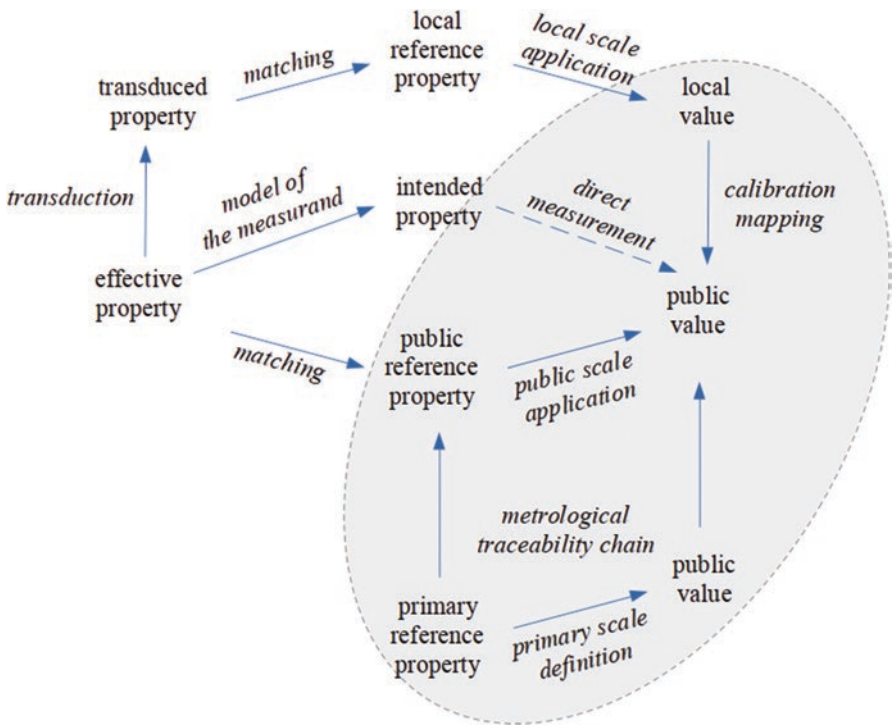 local
reference
property
local scale
application
matching
transduced
property
local
value
transduction
model of
the measurand
intended
property
direct
measurement
calibration
mapping
effective
property
public
value
matching
public
reference
property
public scale
application
metrological
traceability chain
public
value
primary
reference
property
primary scale
definition